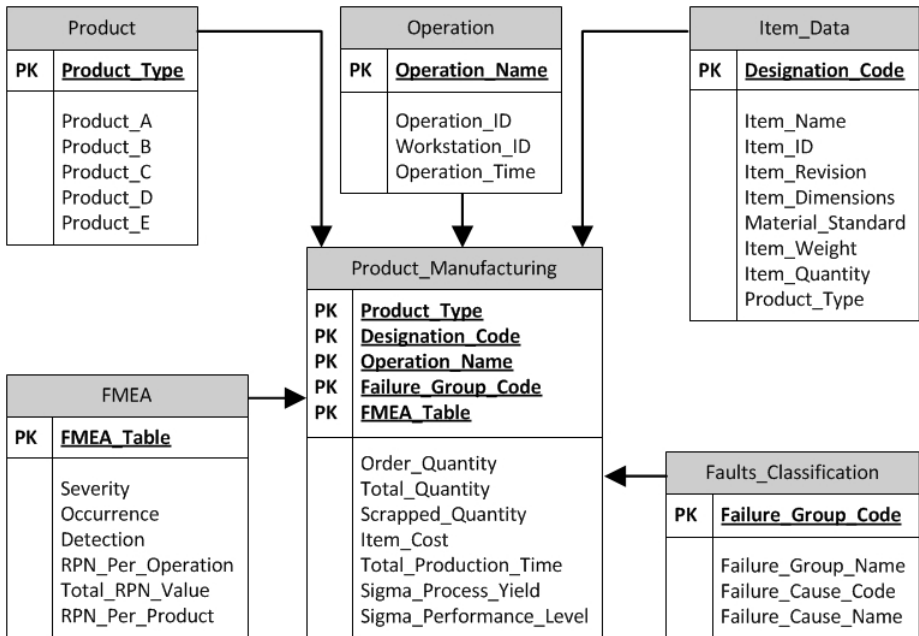 Product
PK Product_Type
Product_A
Product_B
Product_C
Product_D
Product_E
Operation
PK Operation_Name
Operation_ID
Workstation_ID
Operation_Time
Item_Data
PK Designation_Code
Item_Name
Item_ID
Item_Revision
Item_Dimensions
Material_Standard
Item_Weight
Item_Quantity
Product_Type
Product_Manufacturing
PK Product_Type
PK Designation_Code
PK Operation_Name
PK Failure_Group_Code
PK FMEA_Table
Order_Quantity
Total_Quantity
Scrapped_Quantity
Item_Cost
Total_Production_Time
Sigma_Process_Yield
Sigma_Performance_Level
FMEA
PK FMEA_Table
Severity
Occurrence
Detection
RPN_Per_Operation
Total_RPN_Value
RPN_Per_Product
Faults_Classification
PK Failure_Group_Code
Failure_Group_Name
Failure_Cause_Code
Failure_Cause_Name